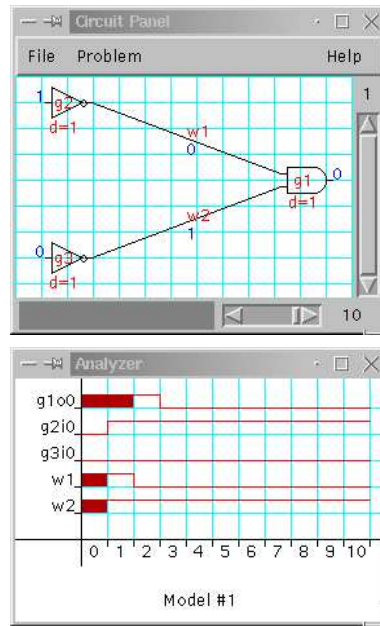 Circuit Panel
File Problem Help
1 g2 1
d=1
w1
0
g1 0
d=1
w2
1
0 g3
d=1
10
Analyzer
g1o0
g2i0
g3i0
w1
w2
0 1 2 3 4 5 6 7 8 9 10
Model #1